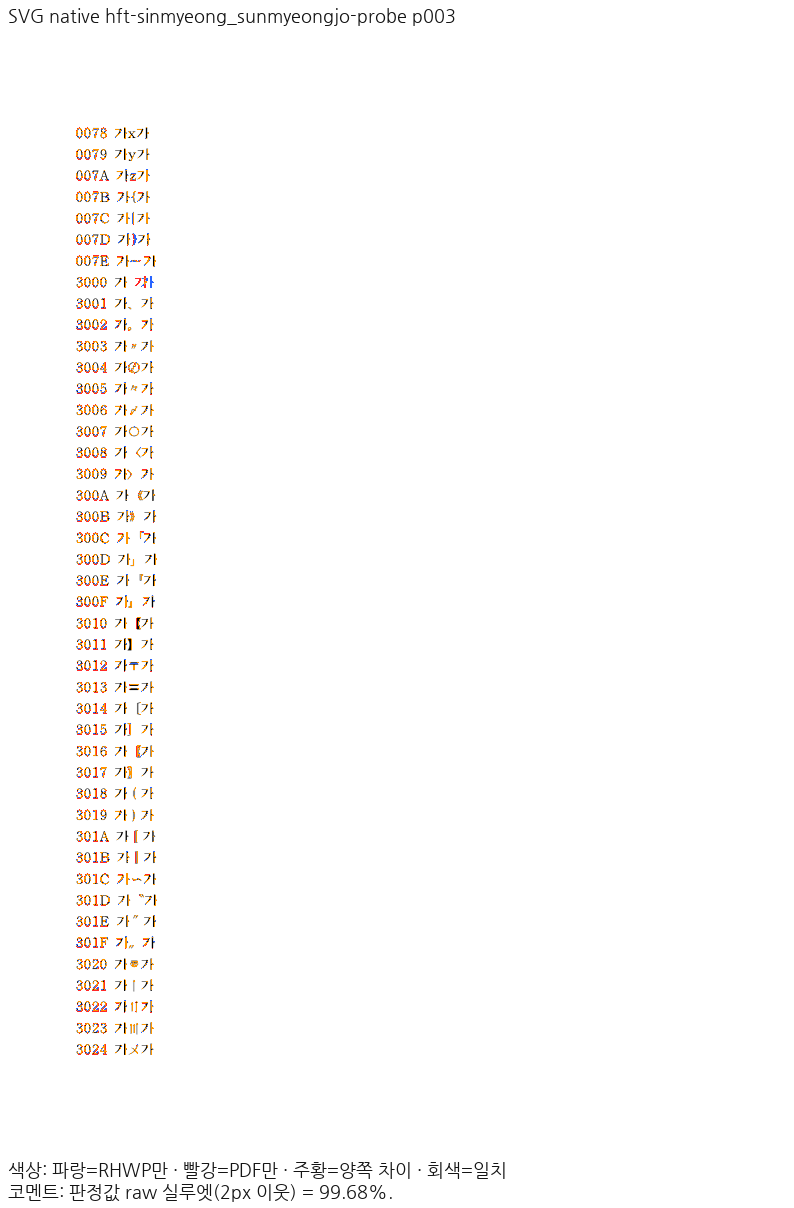 SVG native hft-sinmyeong_sunmyeongjo-probe p003
0078 가x가
0079 가y가
007A 가z가
007B 가{가
007C 가|가
007D 가}가
007E 가~가
3000 가　가
3001 가、가
3002 가。가
3003 가〃가
3004 가〄가
3005 가々가
3006 가〆가
3007 가〇가
3008 가〈가
3009 가〉가
300A 가《가
300B 가》가
300C 가「가
300D 가」가
300E 가『가
300F 가』가
3010 가【가
3011 가】가
3012 가〒가
3013 가〓가
3014 가〔가
3015 가〕가
3016 가〖가
3017 가〗가
3018 가〘가
3019 가〙가
301A 가〚가
301B 가〛가
301C 가〜가
301D 가〝가
301E 가〞가
301F 가〟가
3020 가〠가
3021 가〡가
3022 가〢가
3023 가〣가
3024 가〤가
색상: 파랑=RHWP만 · 빨강=PDF만 · 주황=양쪽 차이 · 회색=일치
코멘트: 판정값 raw 실루엣(2px 이웃) = 99.68%.